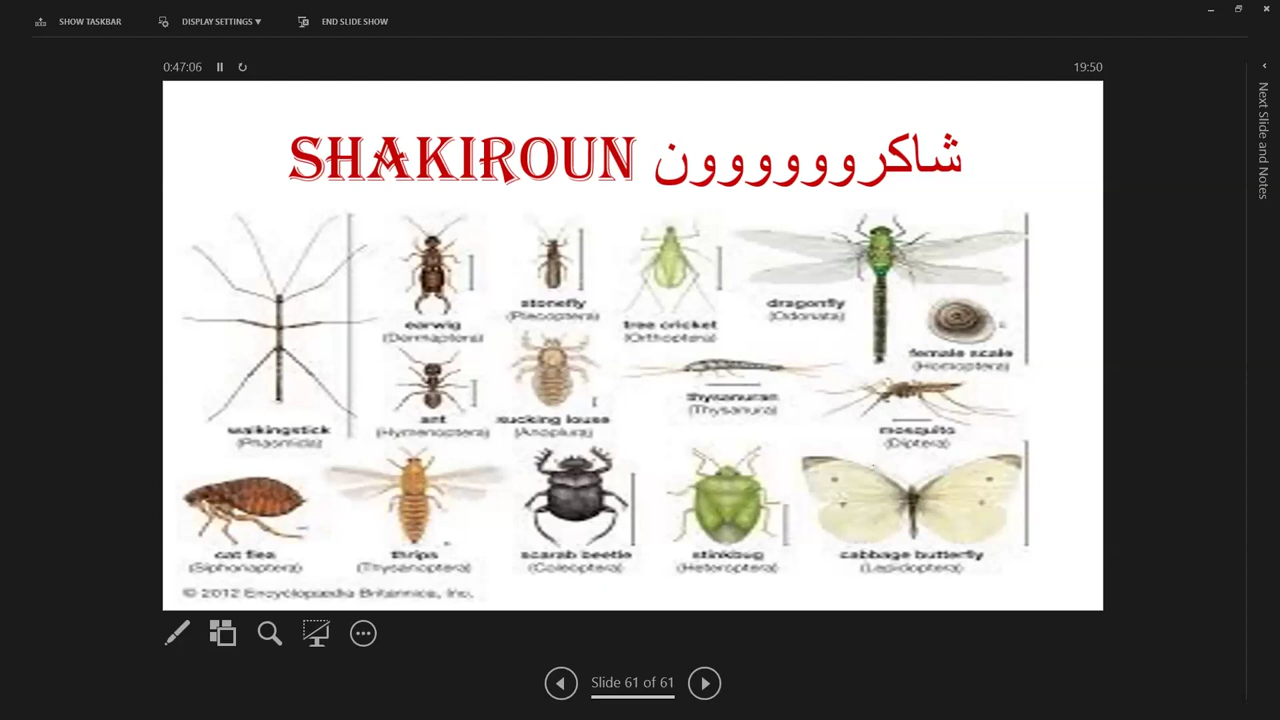 SHOW TASKBAR
DISPLAY SETTINGS ▼
END SLIDE SHOW
0:47:06
19:50
Next Slide and Notes
SHAKIROUN شاكروووووون
walkingstick
(Phasmida)
earwig
(Dermaptera)
stonefly
(Plecoptera)
tree cricket
(Orthoptera)
dragonfly
(Odonata)
female scale
(Homoptera)
ant
(Hymenoptera)
sucking louse
(Anoplura)
thysanuran
(Thysanura)
mosquito
(Diptera)
cat flea
(Siphonaptera)
thrips
(Thysanoptera)
scarab beetle
(Coleoptera)
stinkbug
(Heteroptera)
cabbage butterfly
(Lepidoptera)
© 2012 Encyclopædia Britannica, Inc.
Slide 61 of 61